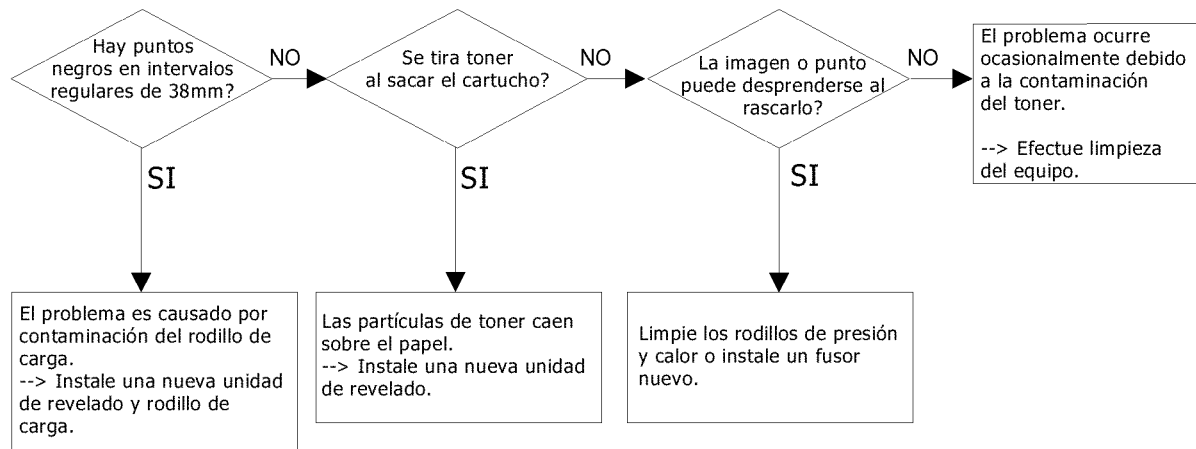 Hay puntos
negros en intervalos
regulares de 38mm?
NO
Se tira toner
al sacar el cartucho?
NO
La imagen o punto
puede desprenderse al
rascarlo?
NO
El problema ocurre
ocasionalmente debido
a la contaminación
del toner.
--> Efectue limpieza
del equipo.
SI
SI
SI
El problema es causado por
contaminación del rodillo de
carga.
--> Instale una nueva unidad
de revelado y rodillo de
carga.
Las partículas de toner caen
sobre el papel.
--> Instale una nueva unidad
de revelado.
Limpie los rodillos de presión
y calor o instale un fusor
nuevo.